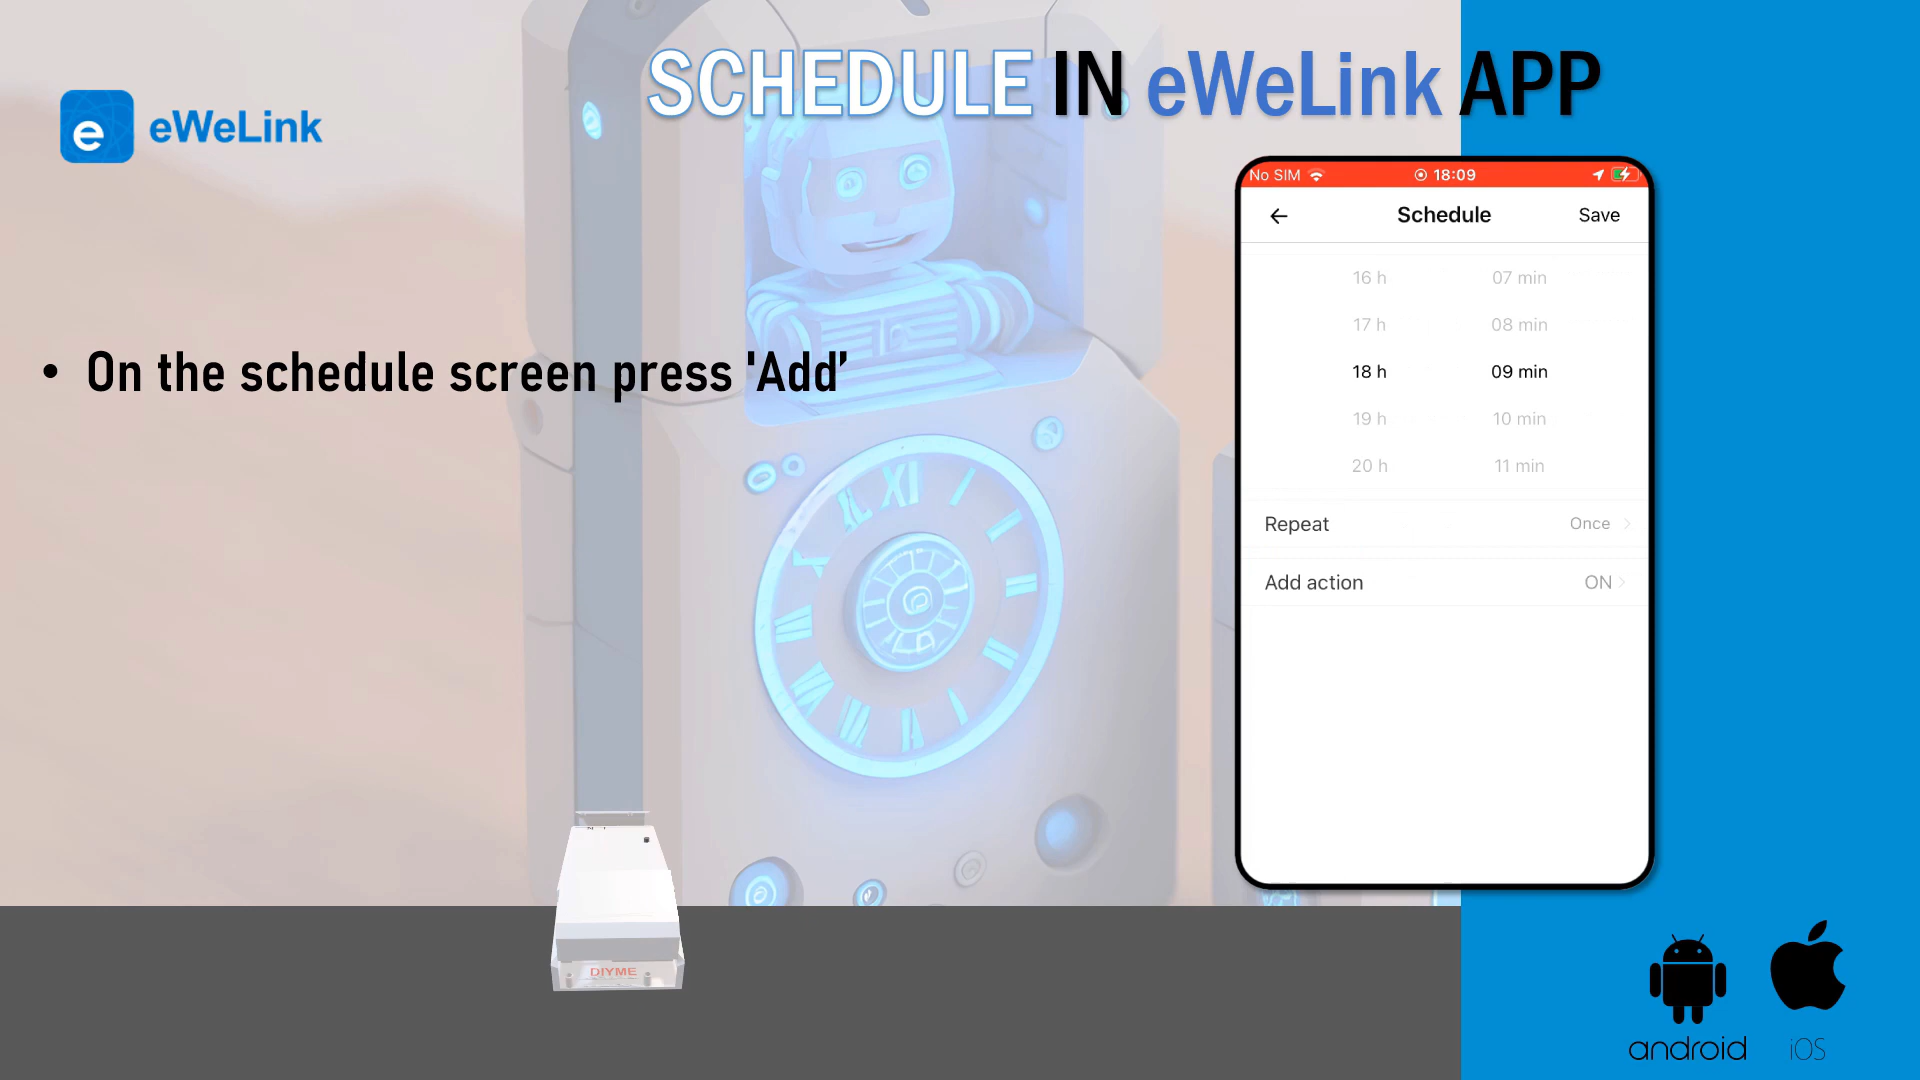 SCHEDULE IN eWeLink APP
e eWeLink
• On the schedule screen press 'Add’
No SIM 18:09
Schedule Save
16 h 07 min
17 h 08 min
18 h 09 min
19 h 10 min
20 h 11 min
Repeat Once
Add action ON
XI
X
DIYME
android iOS